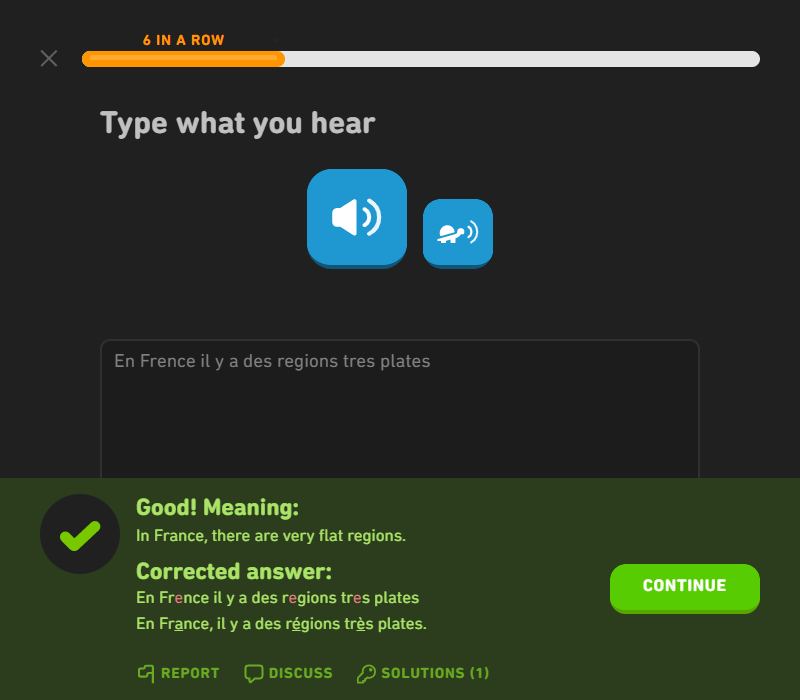 6 IN A ROW
Type what you hear
En Frence il y a des regions tres plates
Good! Meaning:
In France, there are very flat regions.
Corrected answer:
En Frence il y a des regions tres plates
En France, il y a des régions très plates.
CONTINUE
REPORT DISCUSS SOLUTIONS (1)